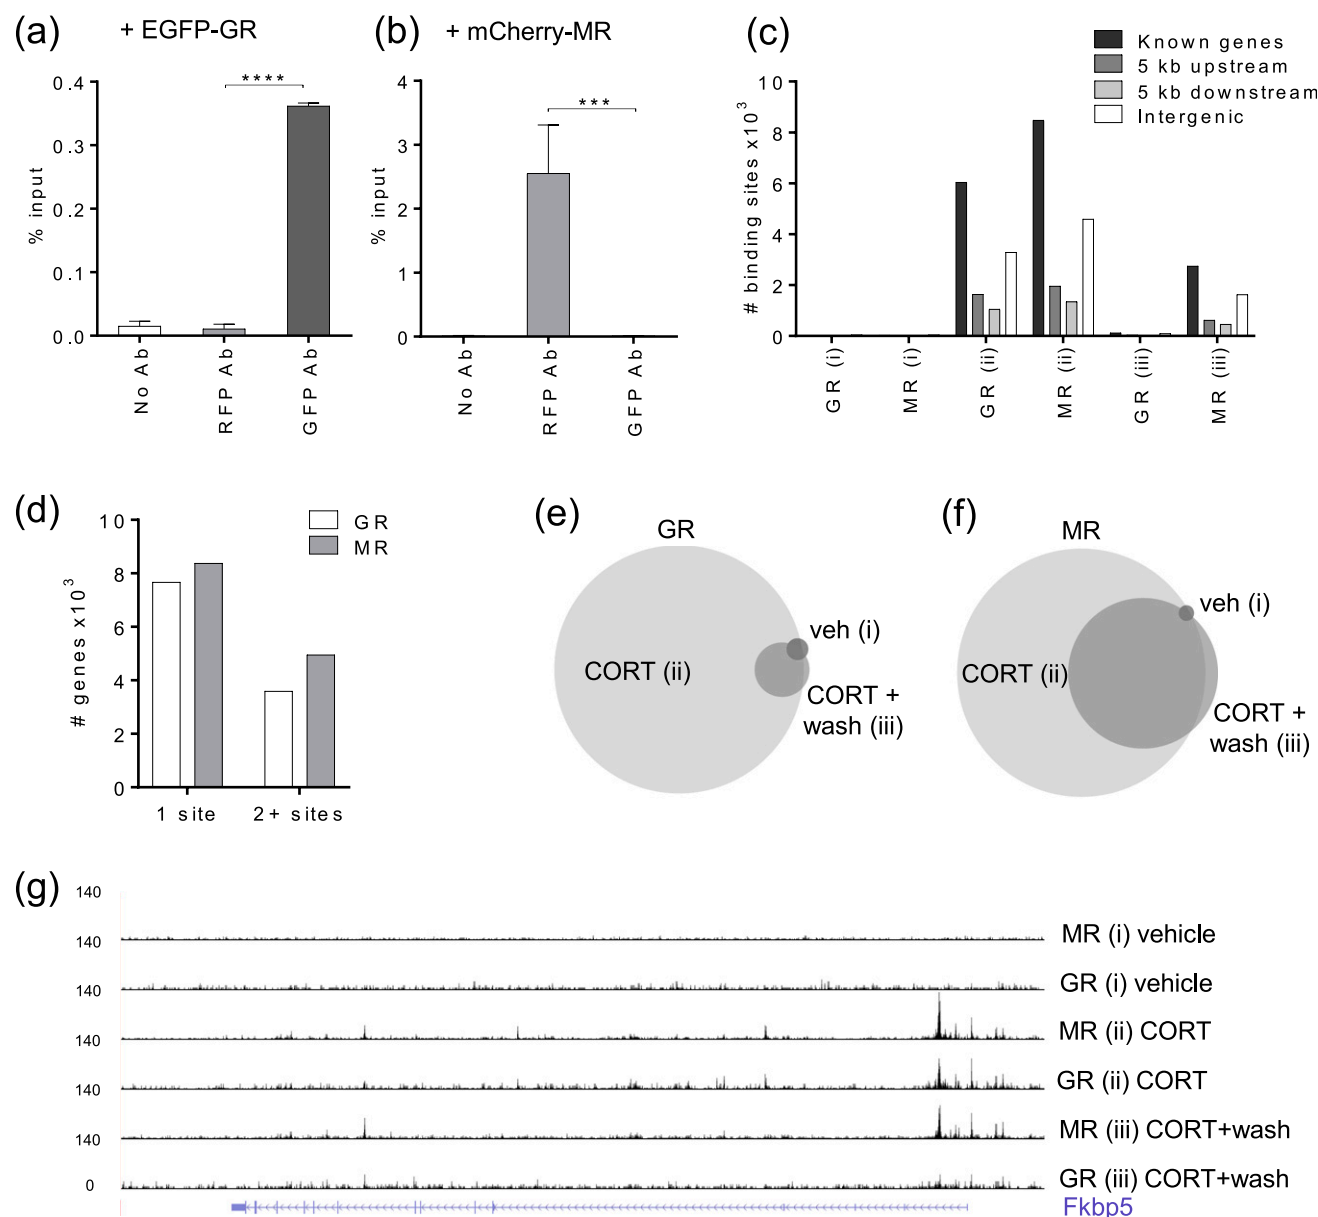 (a)
+ EGFP-GR
% input
0.4
0.3
0.2
0.1
0.0
****
No Ab
RFP Ab
GFP Ab
(b)
+ mCherry-MR
% input
4
3
2
1
0
***
No Ab
RFP Ab
GFP Ab
(c)
Known genes
5 kb upstream
5 kb downstream
Intergenic
# binding sites x10³
10
8
6
4
2
0
GR (i)
MR (i)
GR (ii)
MR (ii)
GR (iii)
MR (iii)
(d)
GR
MR
# genes x10³
10
8
6
4
2
0
1 site
2+ sites
(e)
GR
CORT (ii)
veh (i)
CORT +
wash (iii)
(f)
MR
CORT (ii)
veh (i)
CORT +
wash (iii)
(g)
140
MR (i) vehicle
140
GR (i) vehicle
140
MR (ii) CORT
140
GR (ii) CORT
140
MR (iii) CORT+wash
140
GR (iii) CORT+wash
0
Fkbp5